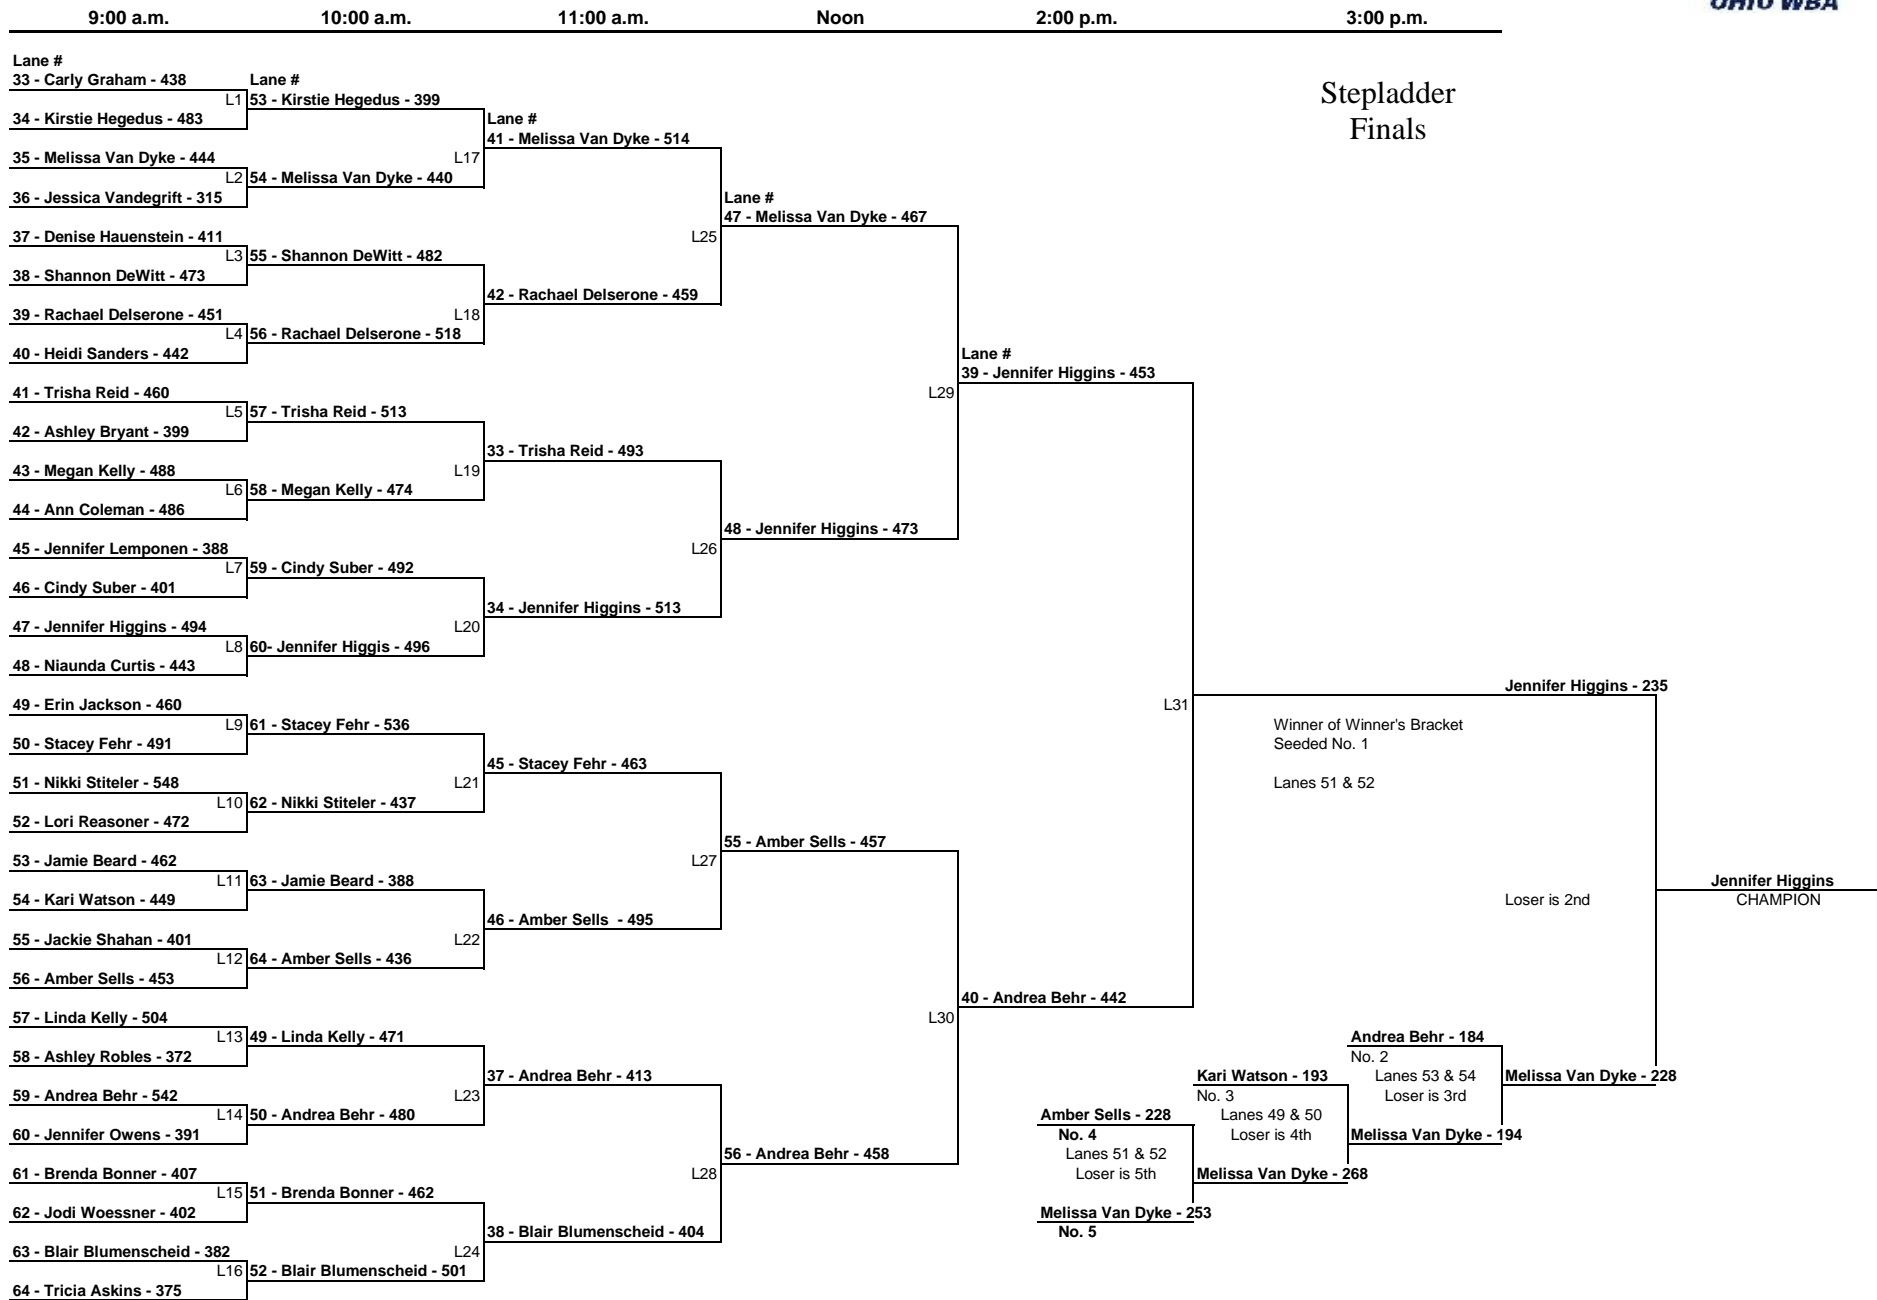 OHIO WBA
9:00 a.m. 10:00 a.m. 11:00 a.m. Noon 2:00 p.m. 3:00 p.m.
Stepladder
Finals
Lane #
33 - Carly Graham - 438
L1
34 - Kirstie Hegedus - 483
35 - Melissa Van Dyke - 444
L2
36 - Jessica Vandegrift - 315
37 - Denise Hauenstein - 411
L3
38 - Shannon DeWitt - 473
39 - Rachael Delserone - 451
L4
40 - Heidi Sanders - 442
41 - Trisha Reid - 460
L5
42 - Ashley Bryant - 399
43 - Megan Kelly - 488
L6
44 - Ann Coleman - 486
45 - Jennifer Lemponen - 388
L7
46 - Cindy Suber - 401
47 - Jennifer Higgins - 494
L8
48 - Niaunda Curtis - 443
49 - Erin Jackson - 460
L9
50 - Stacey Fehr - 491
51 - Nikki Stiteler - 548
L10
52 - Lori Reasoner - 472
53 - Jamie Beard - 462
L11
54 - Kari Watson - 449
55 - Jackie Shahan - 401
L12
56 - Amber Sells - 453
57 - Linda Kelly - 504
L13
58 - Ashley Robles - 372
59 - Andrea Behr - 542
L14
60 - Jennifer Owens - 391
61 - Brenda Bonner - 407
L15
62 - Jodi Woessner - 402
63 - Blair Blumenscheid - 382
L16
64 - Tricia Askins - 375
Lane #
53 - Kirstie Hegedus - 399
L17
54 - Melissa Van Dyke - 440
55 - Shannon DeWitt - 482
L18
56 - Rachael Delserone - 518
57 - Trisha Reid - 513
L19
58 - Megan Kelly - 474
59 - Cindy Suber - 492
L20
60- Jennifer Higgis - 496
61 - Stacey Fehr - 536
L21
62 - Nikki Stiteler - 437
63 - Jamie Beard - 388
L22
64 - Amber Sells - 436
49 - Linda Kelly - 471
L23
50 - Andrea Behr - 480
51 - Brenda Bonner - 462
L24
52 - Blair Blumenscheid - 501
Lane #
41 - Melissa Van Dyke - 514
L25
42 - Rachael Delserone - 459
33 - Trisha Reid - 493
L26
34 - Jennifer Higgins - 513
45 - Stacey Fehr - 463
L27
46 - Amber Sells - 495
37 - Andrea Behr - 413
L28
38 - Blair Blumenscheid - 404
Lane #
47 - Melissa Van Dyke - 467
L29
48 - Jennifer Higgins - 473
55 - Amber Sells - 457
L30
56 - Andrea Behr - 458
Lane #
39 - Jennifer Higgins - 453
L31
40 - Andrea Behr - 442
Amber Sells - 228
No. 4
Lanes 51 & 52
Loser is 5th
Melissa Van Dyke - 253
No. 5
Kari Watson - 193
No. 3
Lanes 49 & 50
Loser is 4th
Melissa Van Dyke - 268
Andrea Behr - 184
No. 2
Lanes 53 & 54
Loser is 3rd
Melissa Van Dyke - 194
Jennifer Higgins - 235
Winner of Winner's Bracket
Seeded No. 1
Lanes 51 & 52
Loser is 2nd
Melissa Van Dyke - 228
Jennifer Higgins
CHAMPION